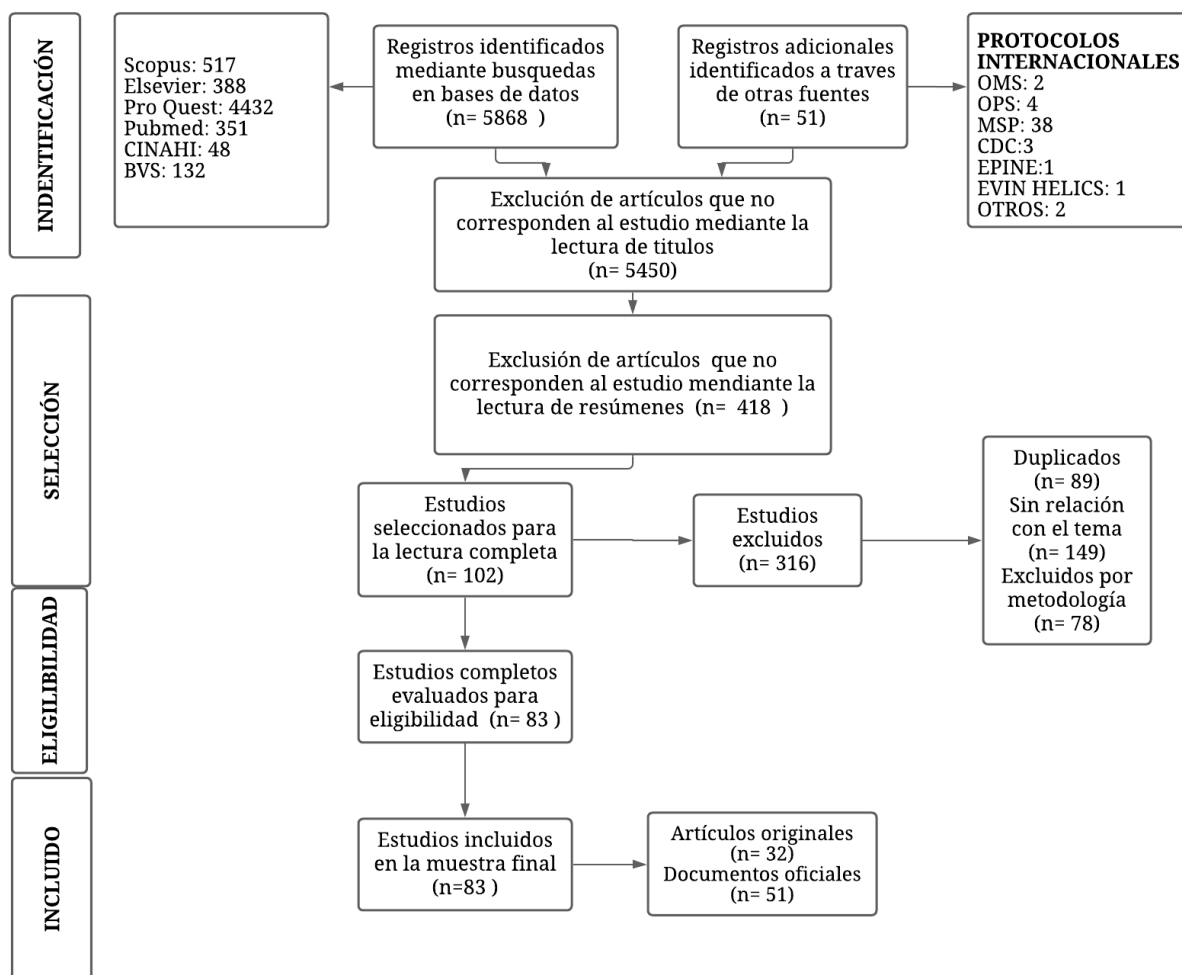 INDENTIFICACIÓN
Scopus: 517
Elsevier: 388
Pro Quest: 4432
Pubmed: 351
CINAHI: 48
BVS: 132
Registros identificados
mediante busquedas
en bases de datos
(n= 5868 )
Registros adicionales
identificados a traves
de otras fuentes
(n= 51)
PROTOCOLOS
INTERNACIONALES
OMS: 2
OPS: 4
MSP: 38
CDC:3
EPINE:1
EVIN HELICS: 1
OTROS: 2
Exclución de artículos que no
corresponden al estudio mediante la
lectura de titulos
(n= 5450)
SELECCIÓN
Exclusión de artículos que no
corresponden al estudio mendiante la
lectura de resúmenes (n= 418 )
Estudios
seleccionados para
la lectura completa
(n= 102)
Estudios
excluidos
(n= 316)
Duplicados
(n= 89)
Sin relación
con el tema
(n= 149)
Excluidos por
metodología
(n= 78)
ELIGILIBILIDAD
Estudios completos
evaluados para
eligibilidad (n= 83 )
INCLUIDO
Estudios incluidos
en la muestra final
(n=83 )
Artículos originales
(n= 32)
Documentos oficiales
(n= 51)